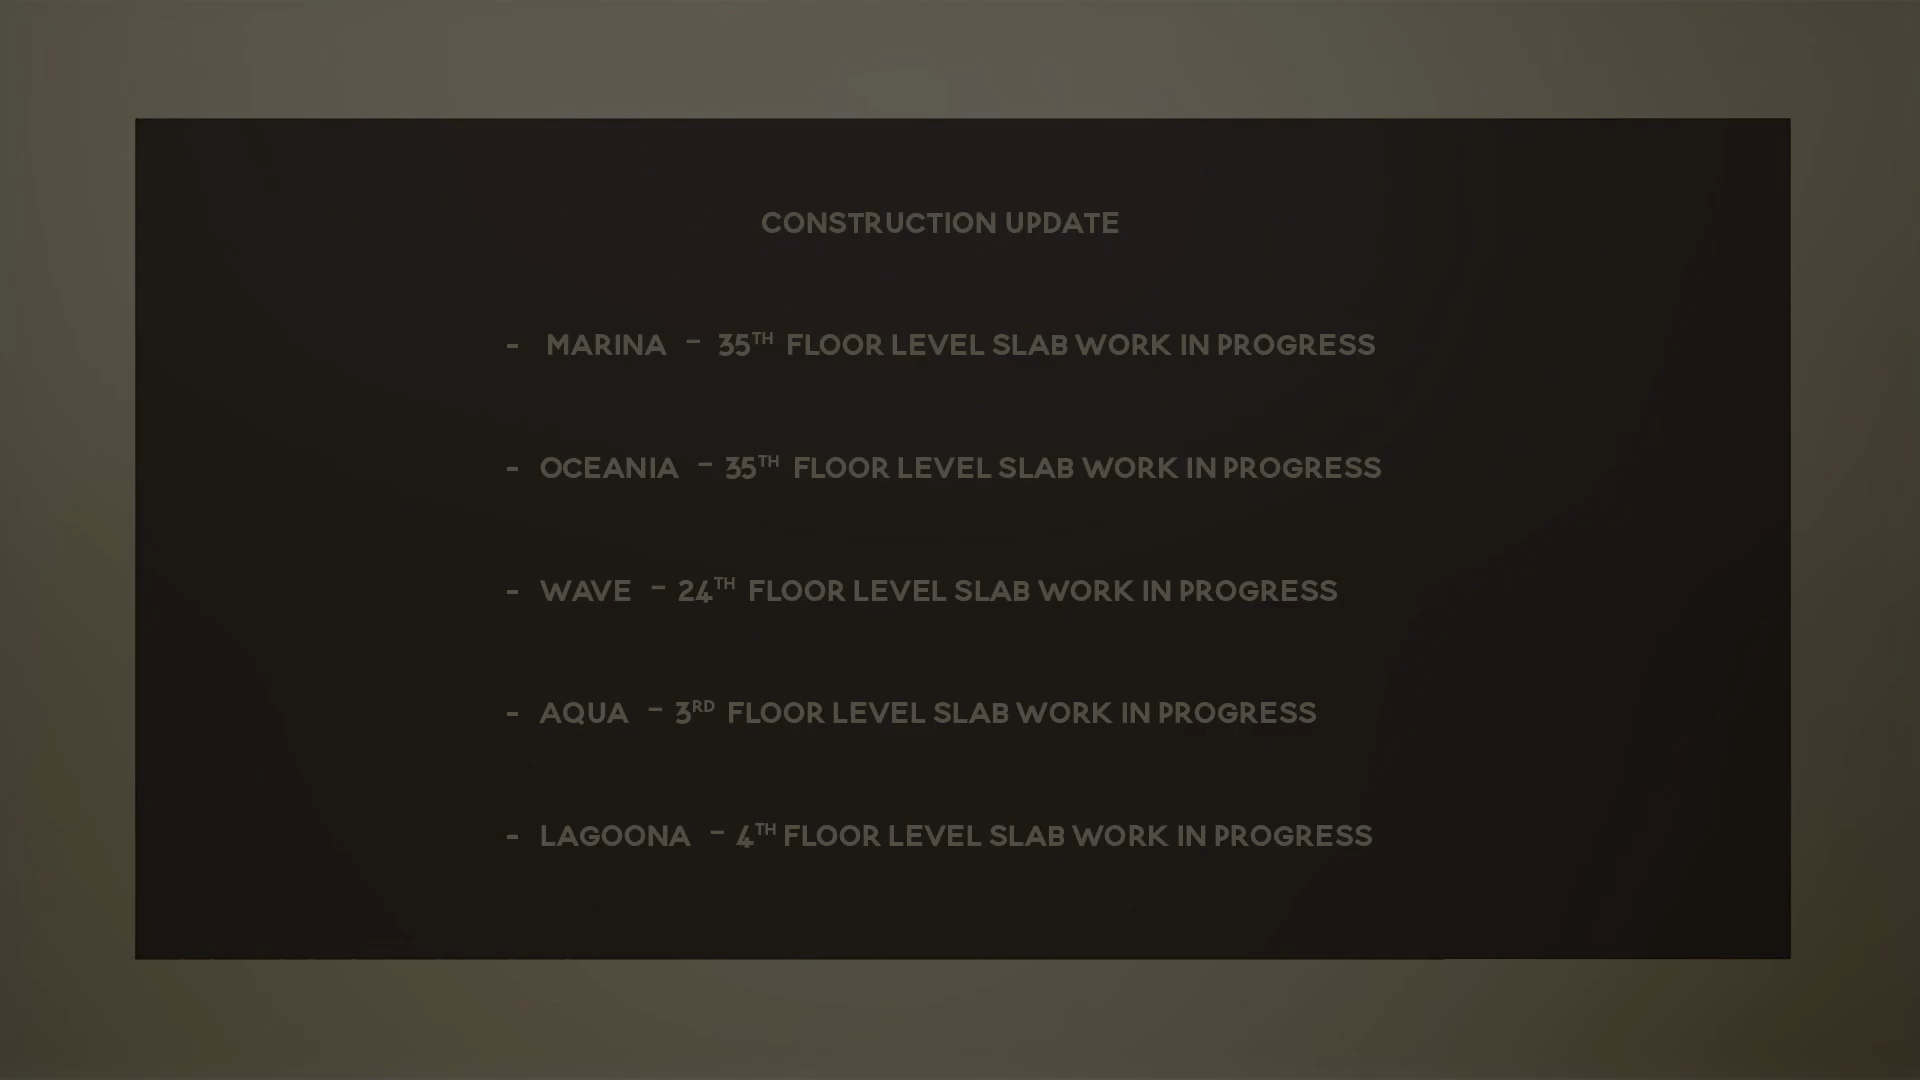 CONSTRUCTION UPDATE
- MARINA - 35TH FLOOR LEVEL SLAB WORK IN PROGRESS
- OCEANIA - 35TH FLOOR LEVEL SLAB WORK IN PROGRESS
- WAVE - 24TH FLOOR LEVEL SLAB WORK IN PROGRESS
- AQUA - 3RD FLOOR LEVEL SLAB WORK IN PROGRESS
- LAGOONA - 4TH FLOOR LEVEL SLAB WORK IN PROGRESS